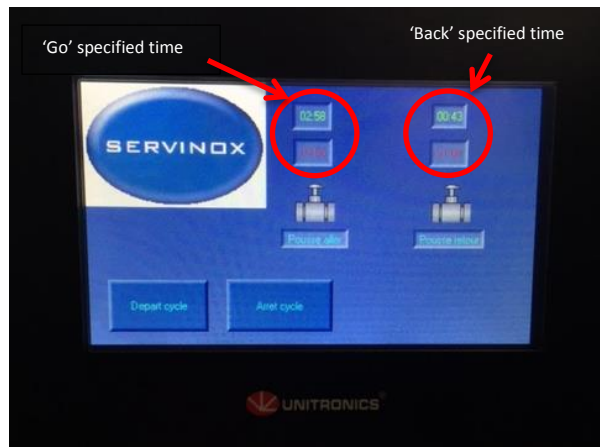 ‘Go’ specified time
‘Back’ specified time
02:58
00:43
SERVINOX
Pousse aller
Pousse retour
Depart cycle
Arret cycle
UNITRONICS